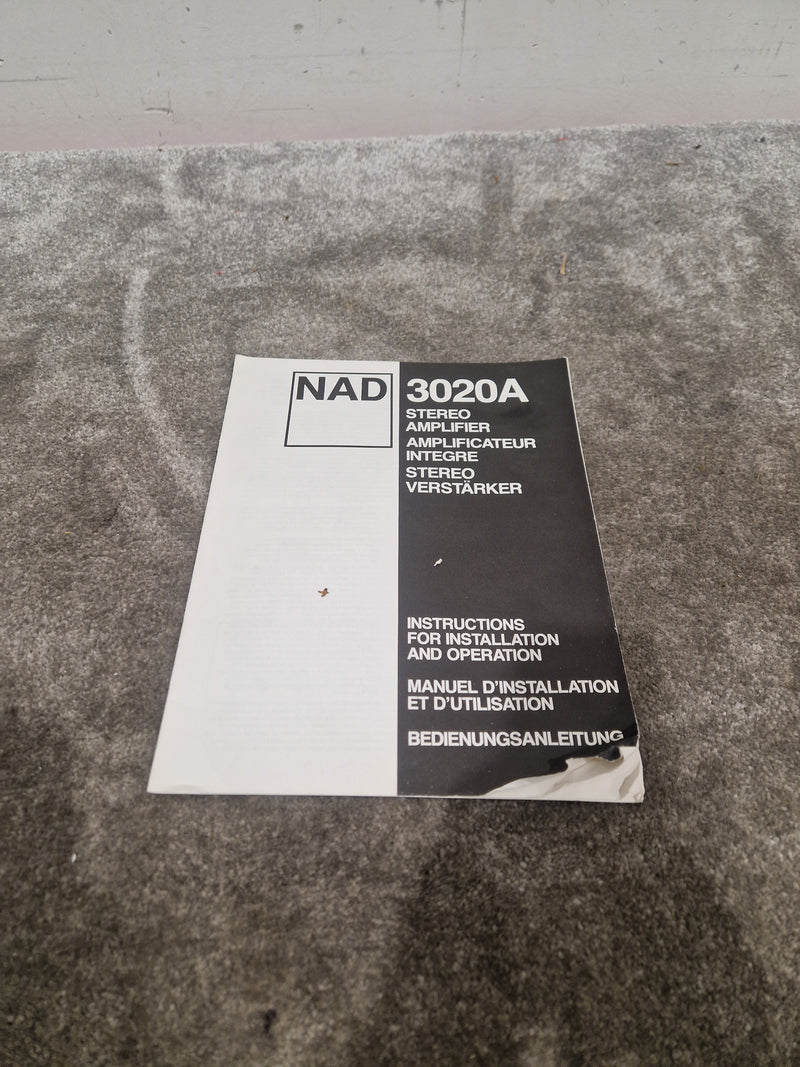 NAD
3020A
STEREO
AMPLIFIER
AMPLIFICATEUR
INTEGRE
STEREO
VERSTÄRKER
INSTRUCTIONS
FOR INSTALLATION
AND OPERATION
MANUEL D'INSTALLATION
ET D'UTILISATION
BEDIENUNGSANLEITUNG